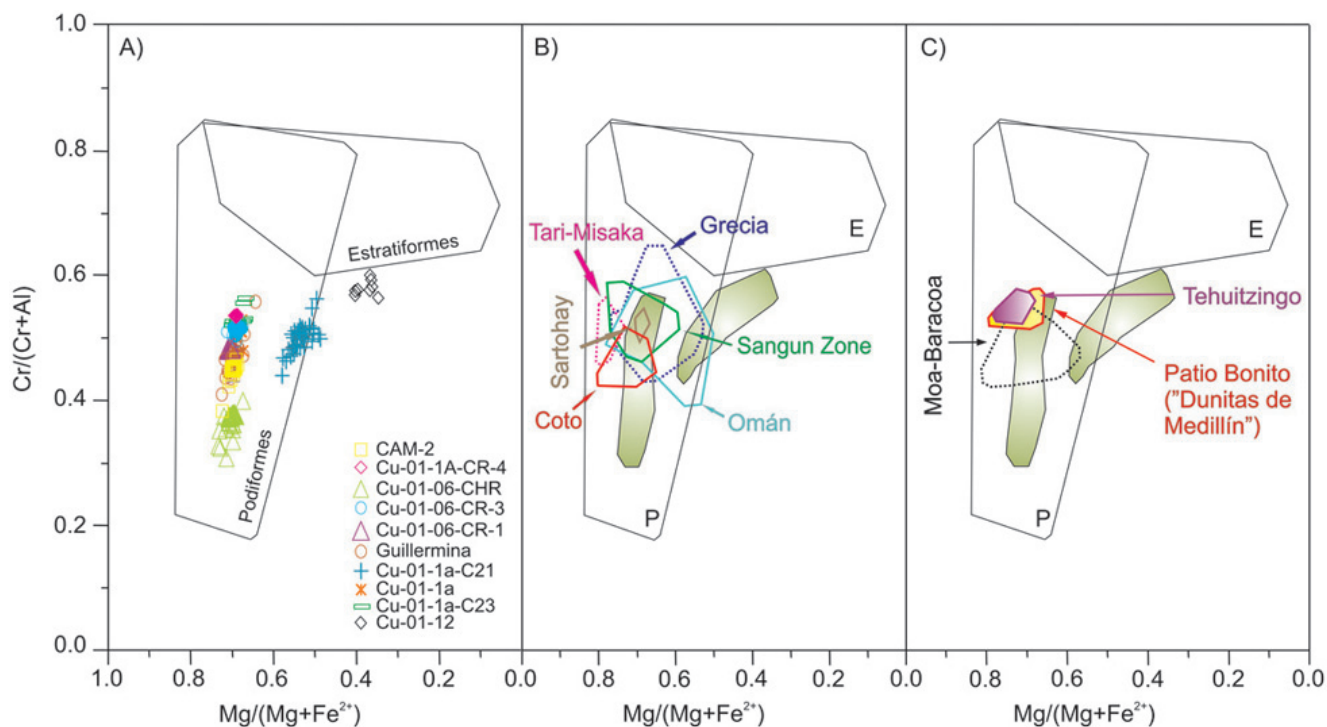 A)
B)
C)
1.0
0.8
0.6
0.4
0.2
0.0
Cr/(Cr+Al)
Estratiformes
Podiformes
CAM-2
Cu-01-1A-CR-4
Cu-01-06-CHR
Cu-01-06-CR-3
Cu-01-06-CR-1
Guillermina
Cu-01-1a-C21
Cu-01-1a
Cu-01-1a-C23
Cu-01-12
1.0 0.8 0.6 0.4 0.2 0.0
Mg/(Mg+Fe²⁺)
Tari-Misaka
Grecia
E
Sartohay
Sangun Zone
Coto
Omán
P
0.8 0.6 0.4 0.2 0.0
Mg/(Mg+Fe²⁺)
E
Moa-Baracoa
Tehuitzingo
Patio Bonito
("Dunitas de
Medillín")
P
0.8 0.6 0.4 0.2 0.0
Mg/(Mg+Fe²⁺)